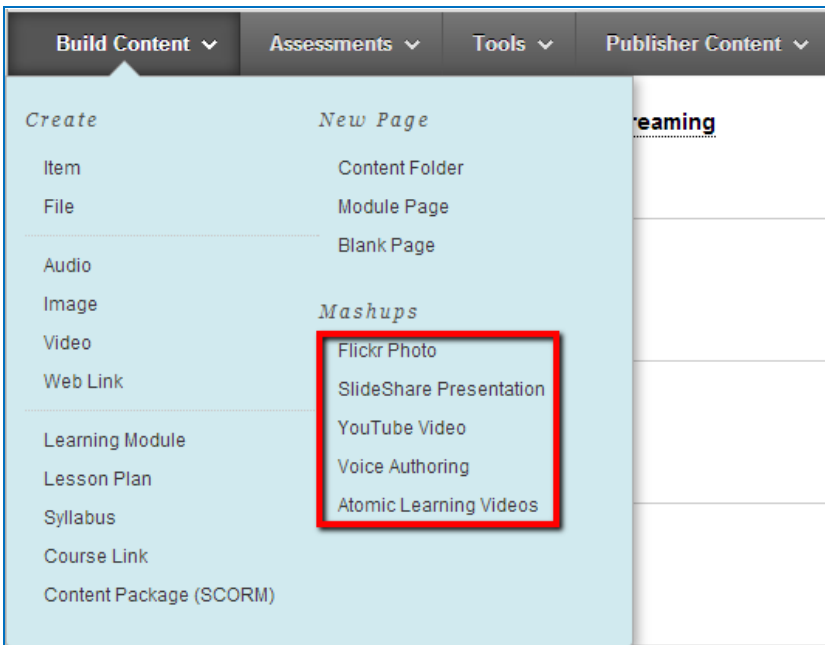 Build Content
Assessments
Tools
Publisher Content
Create
Item
File
Audio
Image
Video
Web Link
Learning Module
Lesson Plan
Syllabus
Course Link
Content Package (SCORM)
New Page
Content Folder
Module Page
Blank Page
Mashups
Flickr Photo
SlideShare Presentation
YouTube Video
Voice Authoring
Atomic Learning Videos
reaming